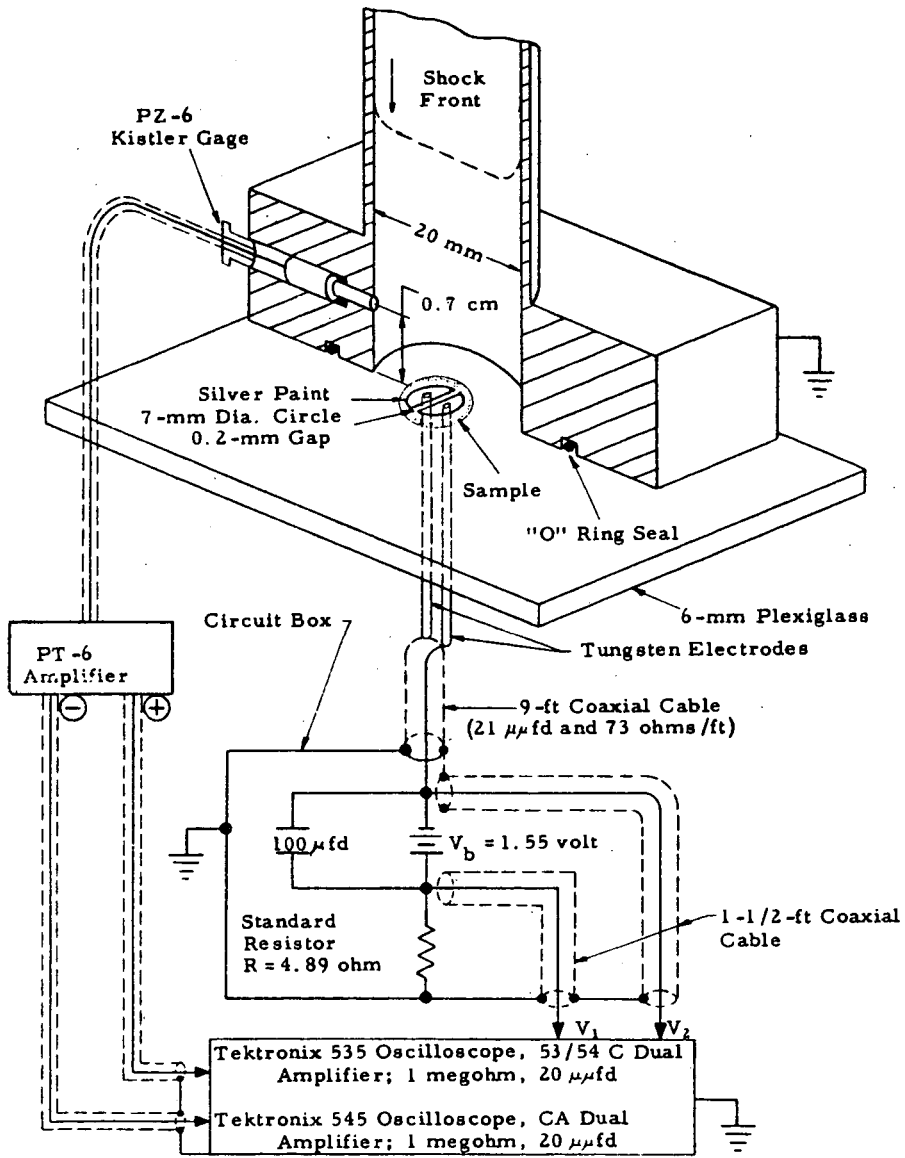 Shock
Front
PZ-6
Kistler Gage
20 mm
0.7 cm
Silver Paint
7-mm Dia. Circle
0.2-mm Gap
Sample
"O" Ring Seal
6-mm Plexiglass
Circuit Box
Tungsten Electrodes
PT-6
Amplifier
−
+
9-ft Coaxial Cable
(21 μμfd and 73 ohms/ft)
100 μfd
V_b = 1.55 volt
Standard
Resistor
R = 4.89 ohm
1-1/2-ft Coaxial
Cable
V₁
V₂
Tektronix 535 Oscilloscope, 53/54 C Dual
Amplifier; 1 megohm, 20 μμfd
Tektronix 545 Oscilloscope, CA Dual
Amplifier; 1 megohm, 20 μμfd